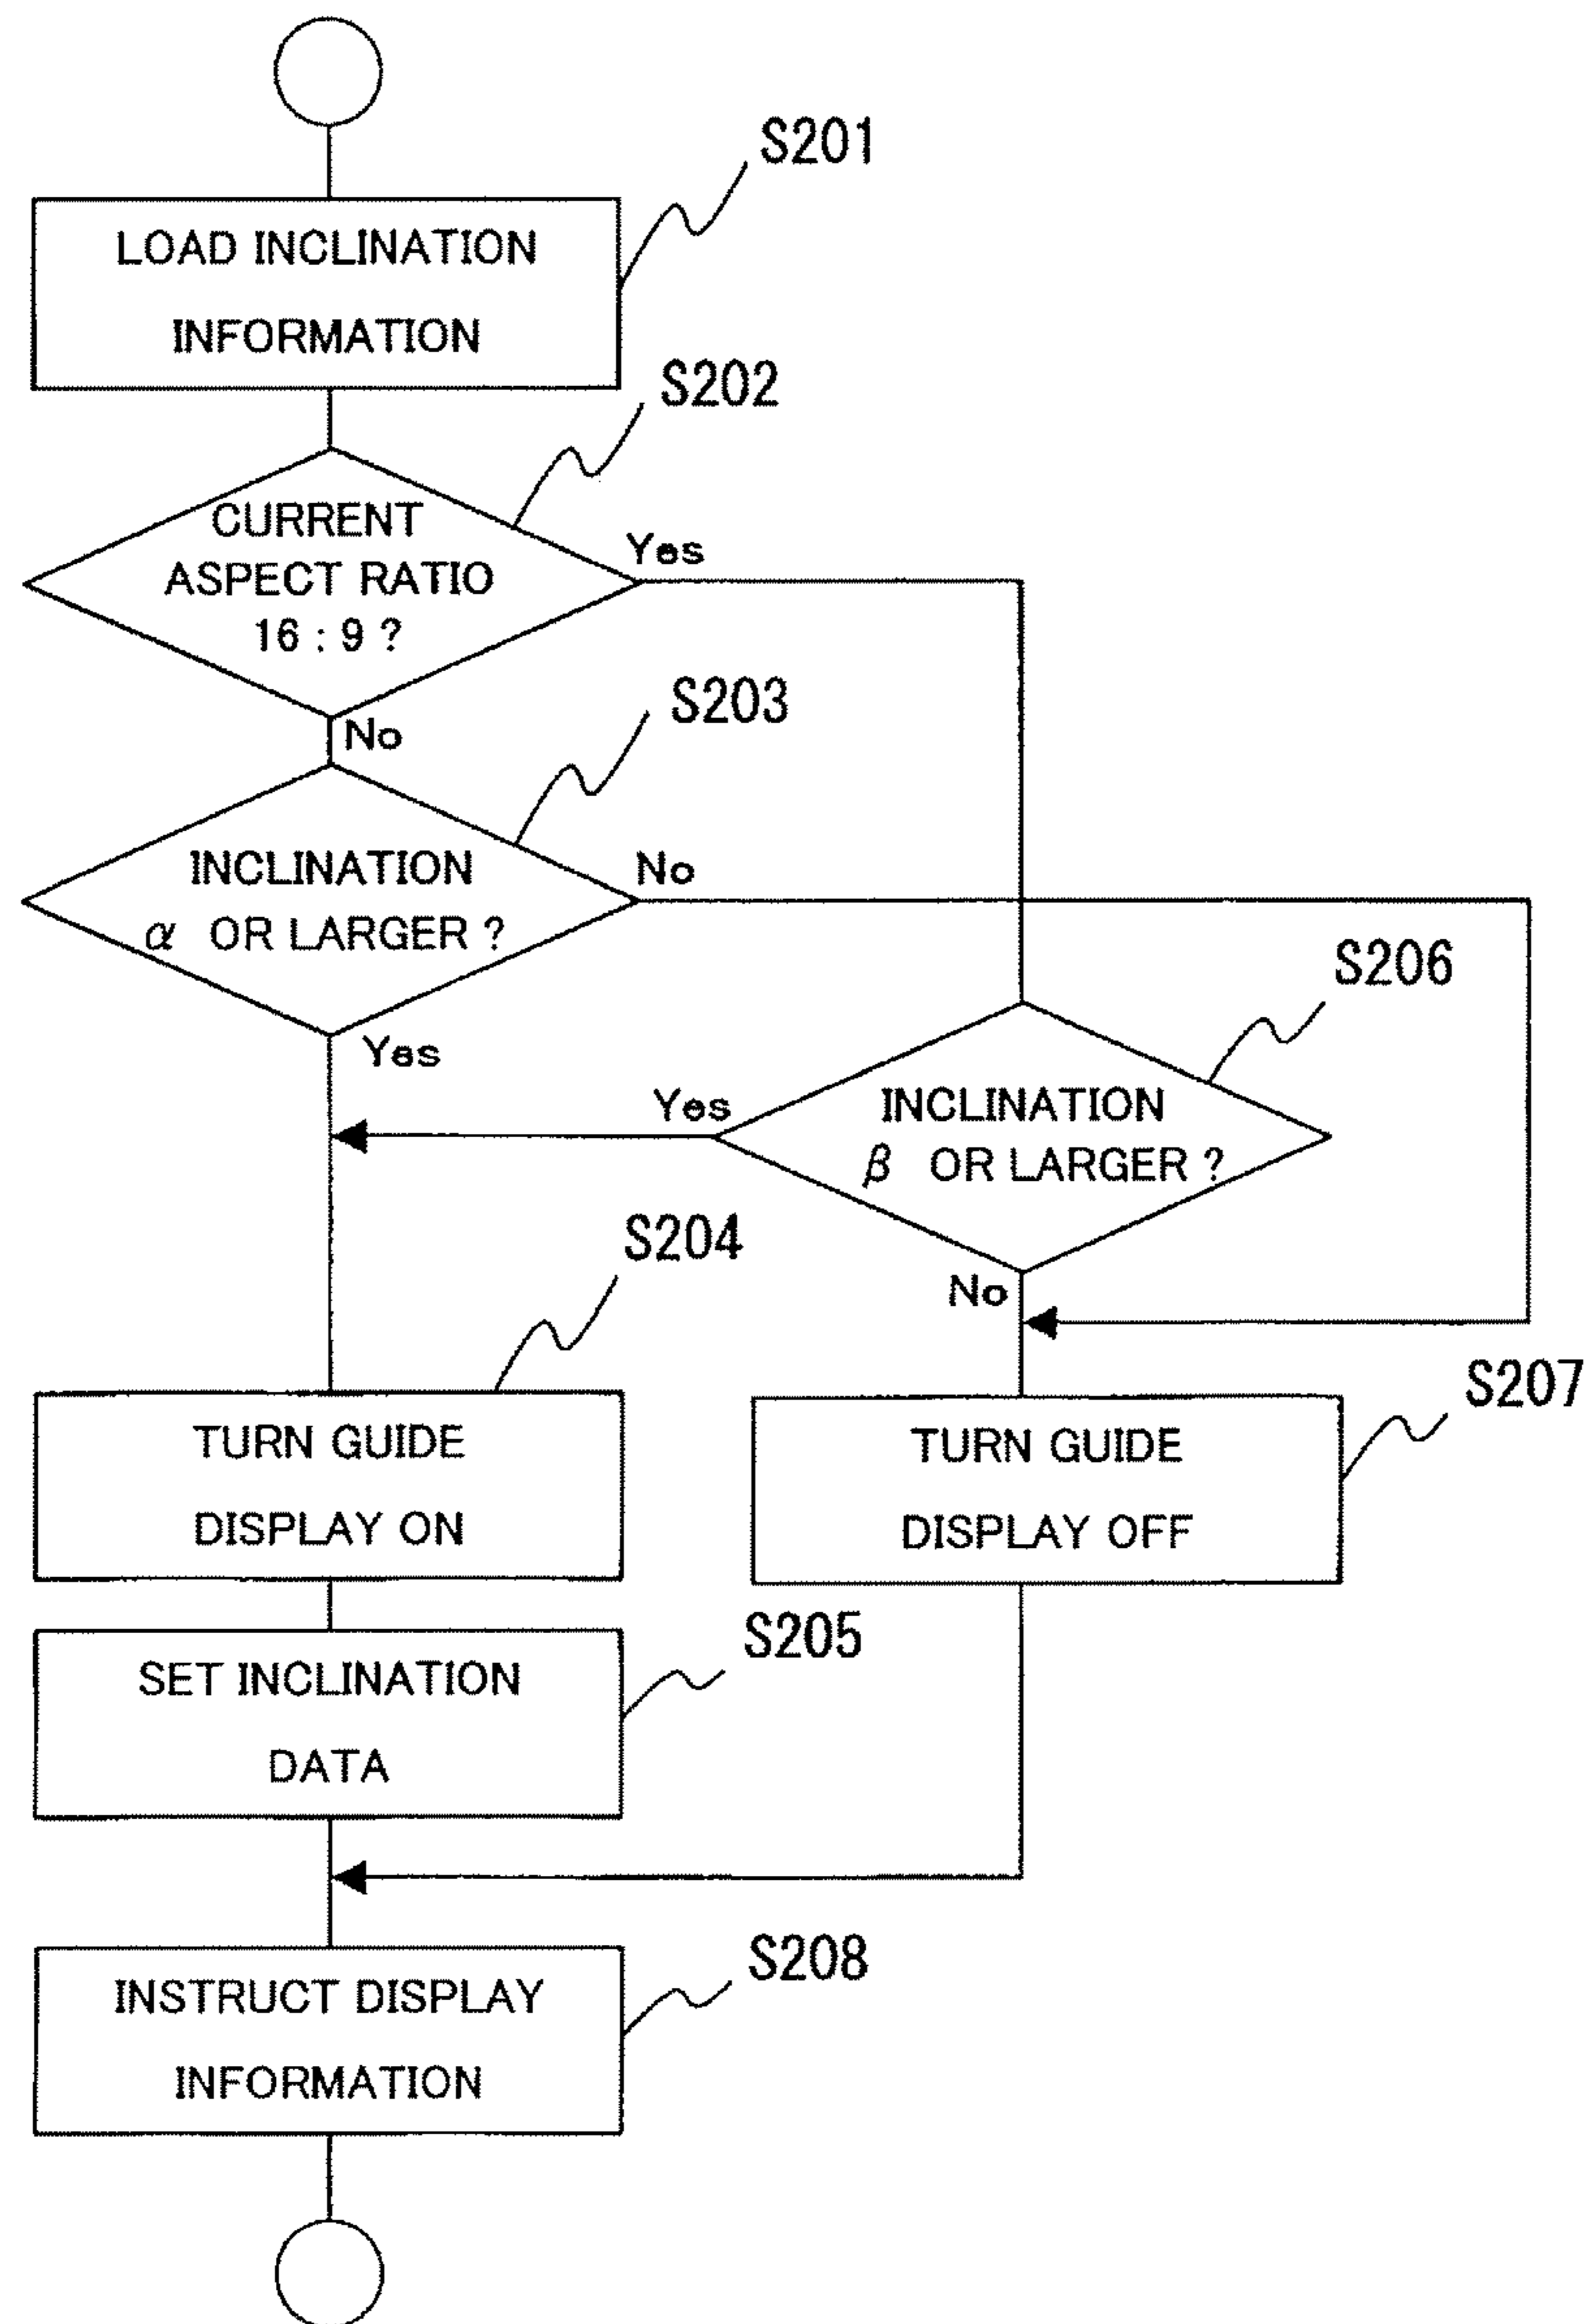 S201
LOAD INCLINATION
INFORMATION
S202
CURRENT
ASPECT RATIO
16 : 9 ?
Yes
No
S203
INCLINATION
α OR LARGER ?
No
Yes
S206
INCLINATION
β OR LARGER ?
Yes
No
S204
TURN GUIDE
DISPLAY ON
S207
TURN GUIDE
DISPLAY OFF
S205
SET INCLINATION
DATA
S208
INSTRUCT DISPLAY
INFORMATION